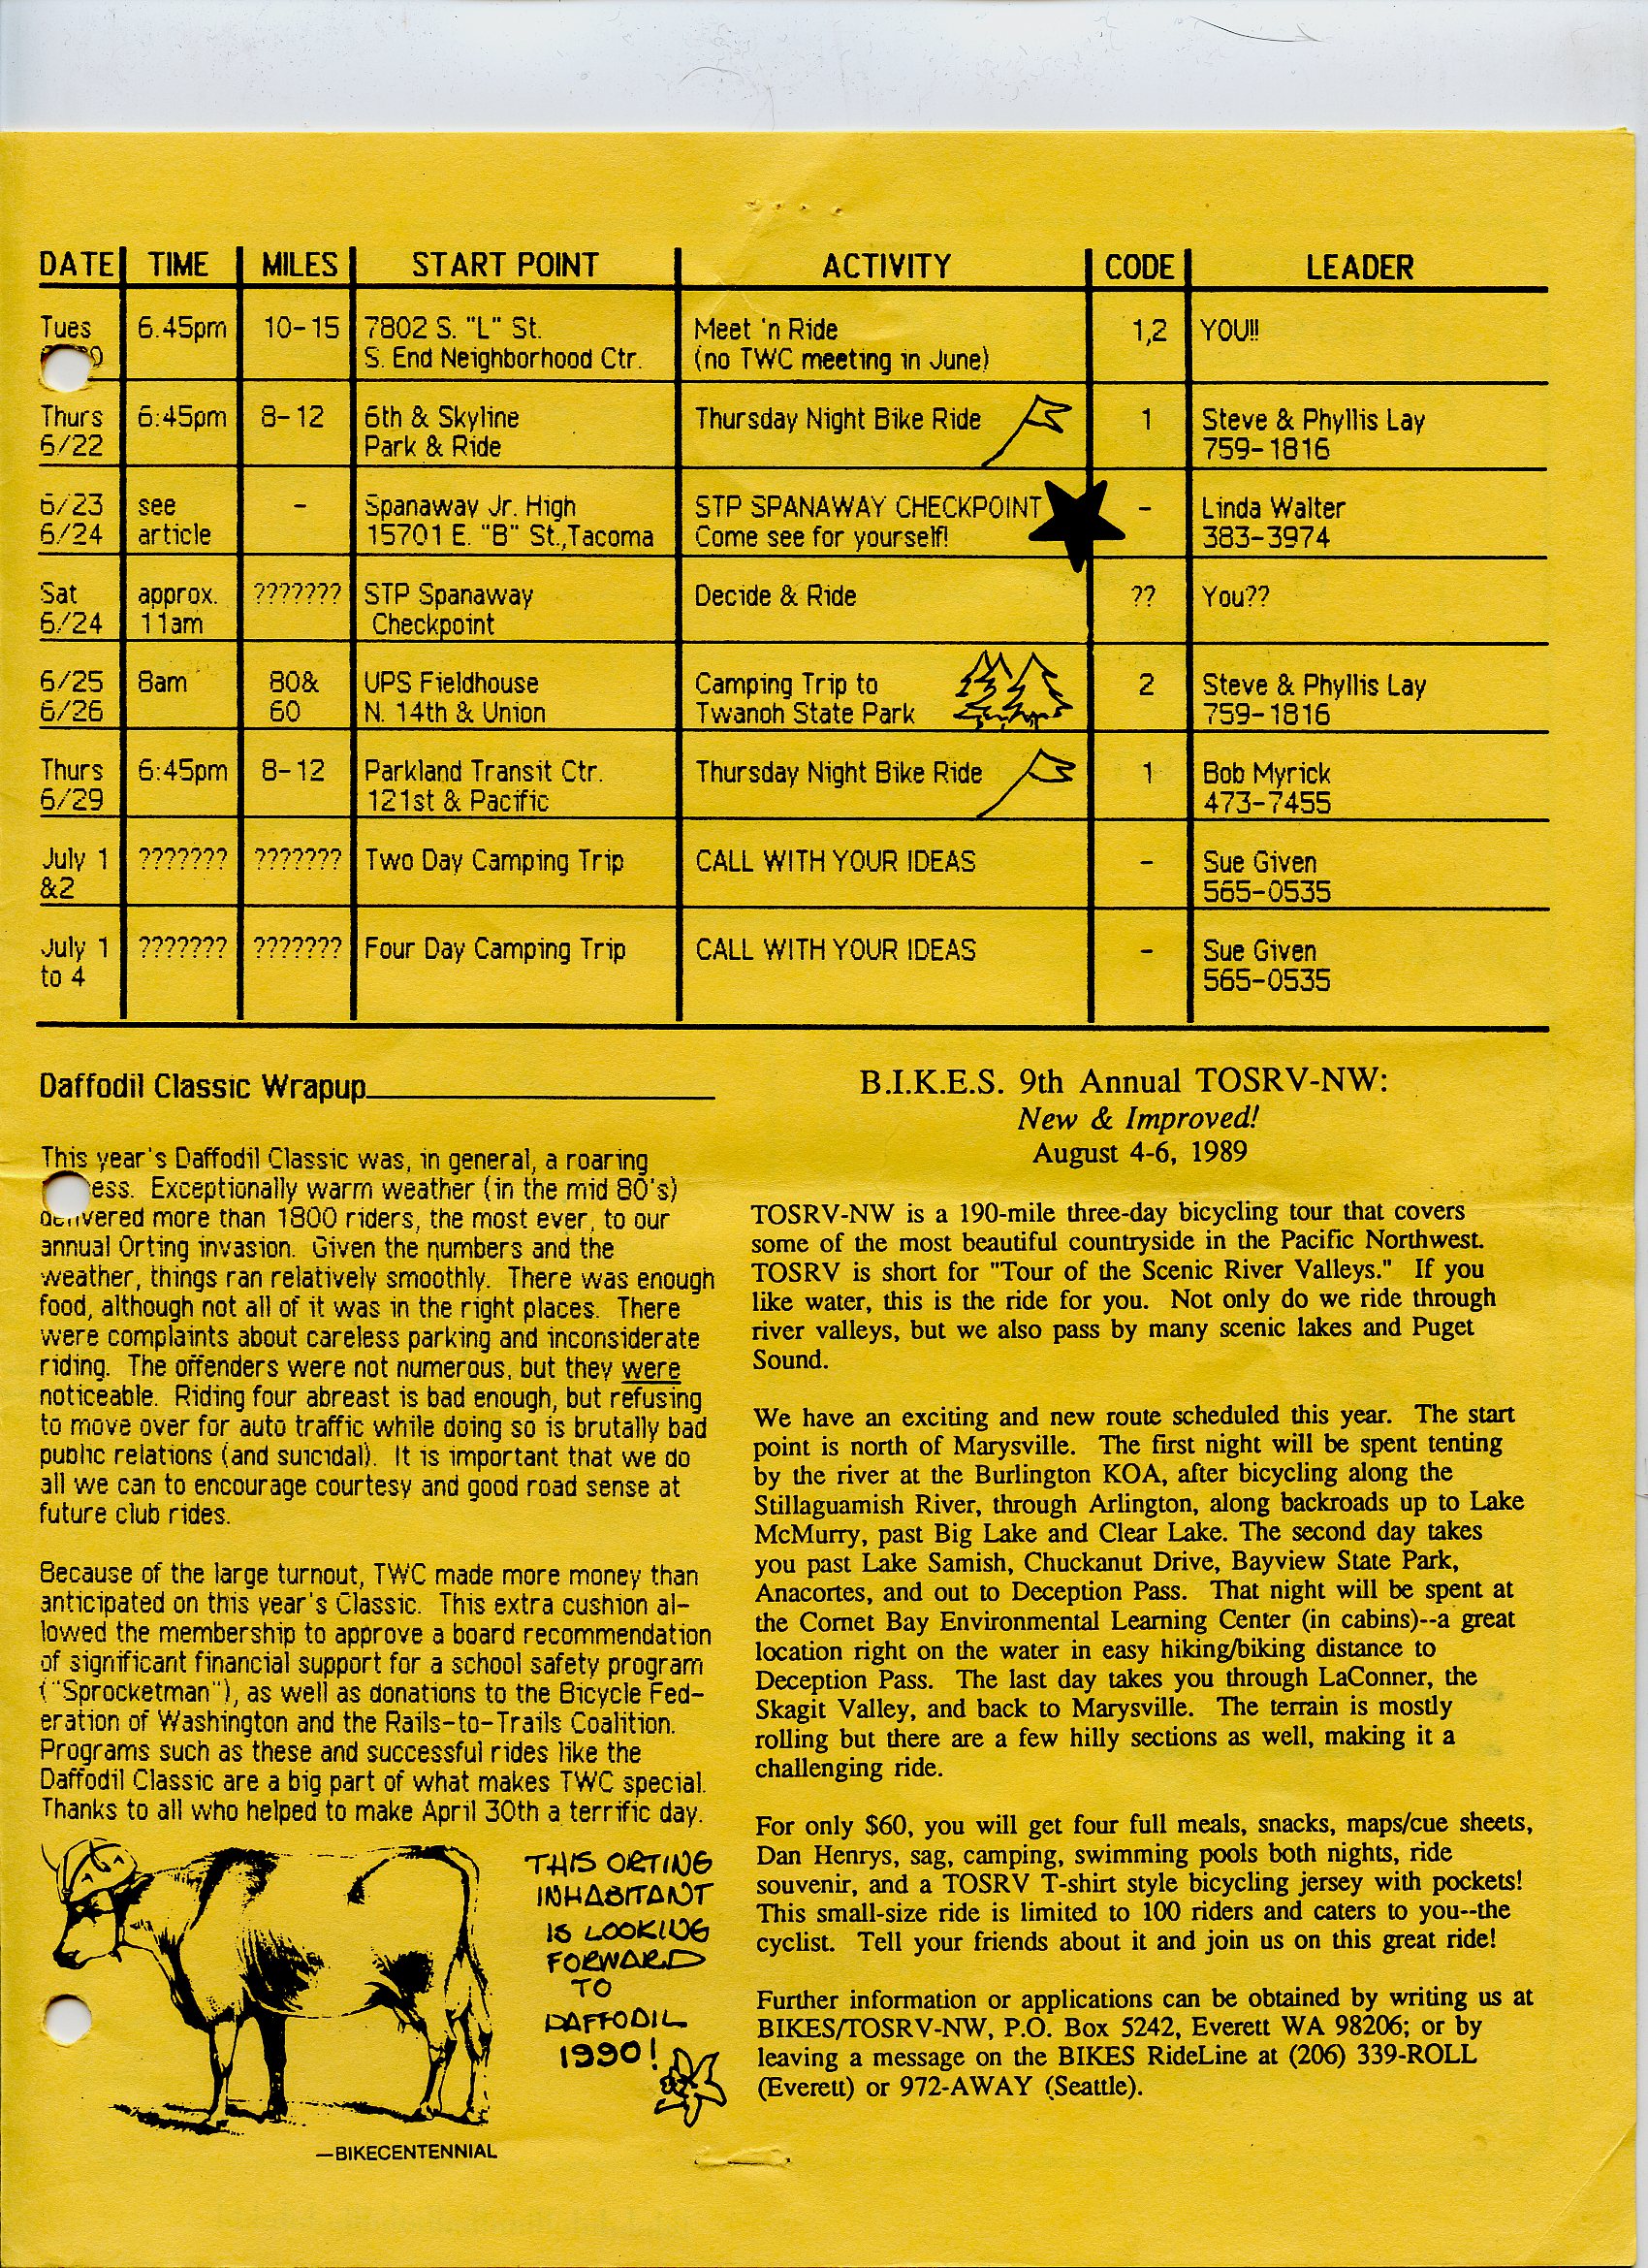 DATE TIME MILES START POINT ACTIVITY CODE LEADER
Tues 6.45pm 10-15 7802 S. "L" St. Meet 'n Ride 1,2 YOU!!
S. End Neighborhood Ctr. (no TWC meeting in June)
Thurs 6:45pm 8-12 6th & Skyline Thursday Night Bike Ride 1 Steve & Phyllis Lay
6/22 Park & Ride 759-1816
6/23 see - Spanaway Jr. High STP SPANAWAY CHECKPOINT - Linda Walter
6/24 article 15701 E. "B" St.,Tacoma Come see for yourself! 383-3974
Sat approx. ??????? STP Spanaway Decide & Ride ?? You??
6/24 11am Checkpoint
6/25 8am 80& UPS Fieldhouse Camping Trip to 2 Steve & Phyllis Lay
6/26 60 N. 14th & Union Twanoh State Park 759-1816
Thurs 6:45pm 8-12 Parkland Transit Ctr. Thursday Night Bike Ride 1 Bob Myrick
6/29 121st & Pacific 473-7455
July 1 ??????? ??????? Two Day Camping Trip CALL WITH YOUR IDEAS - Sue Given
&2 565-0535
July 1 ??????? ??????? Four Day Camping Trip CALL WITH YOUR IDEAS - Sue Given
to 4 565-0535
Daffodil Classic Wrapup
This year's Daffodil Classic was, in general, a roaring
ess. Exceptionally warm weather (in the mid 80's)
delivered more than 1800 riders, the most ever, to our
annual Orting invasion. Given the numbers and the
weather, things ran relatively smoothly. There was enough
food, although not all of it was in the right places. There
were complaints about careless parking and inconsiderate
riding. The offenders were not numerous, but they were
noticeable. Riding four abreast is bad enough, but refusing
to move over for auto traffic while doing so is brutally bad
public relations (and suicidal). It is important that we do
all we can to encourage courtesy and good road sense at
future club rides.
Because of the large turnout, TWC made more money than
anticipated on this year's Classic. This extra cushion al-
lowed the membership to approve a board recommendation
of significant financial support for a school safety program
("Sprocketman"), as well as donations to the Bicycle Fed-
eration of Washington and the Rails-to-Trails Coalition.
Programs such as these and successful rides like the
Daffodil Classic are a big part of what makes TWC special.
Thanks to all who helped to make April 30th a terrific day.
THIS ORTING
INHABITANT
IS LOOKING
FORWARD
TO
DAFFODIL
1990!
—BIKECENTENNIAL
B.I.K.E.S. 9th Annual TOSRV-NW:
New & Improved!
August 4-6, 1989
TOSRV-NW is a 190-mile three-day bicycling tour that covers
some of the most beautiful countryside in the Pacific Northwest.
TOSRV is short for "Tour of the Scenic River Valleys." If you
like water, this is the ride for you. Not only do we ride through
river valleys, but we also pass by many scenic lakes and Puget
Sound.
We have an exciting and new route scheduled this year. The start
point is north of Marysville. The first night will be spent tenting
by the river at the Burlington KOA, after bicycling along the
Stillaguamish River, through Arlington, along backroads up to Lake
McMurry, past Big Lake and Clear Lake. The second day takes
you past Lake Samish, Chuckanut Drive, Bayview State Park,
Anacortes, and out to Deception Pass. That night will be spent at
the Cornet Bay Environmental Learning Center (in cabins)--a great
location right on the water in easy hiking/biking distance to
Deception Pass. The last day takes you through LaConner, the
Skagit Valley, and back to Marysville. The terrain is mostly
rolling but there are a few hilly sections as well, making it a
challenging ride.
For only $60, you will get four full meals, snacks, maps/cue sheets,
Dan Henrys, sag, camping, swimming pools both nights, ride
souvenir, and a TOSRV T-shirt style bicycling jersey with pockets!
This small-size ride is limited to 100 riders and caters to you--the
cyclist. Tell your friends about it and join us on this great ride!
Further information or applications can be obtained by writing us at
BIKES/TOSRV-NW, P.O. Box 5242, Everett WA 98206; or by
leaving a message on the BIKES RideLine at (206) 339-ROLL
(Everett) or 972-AWAY (Seattle).